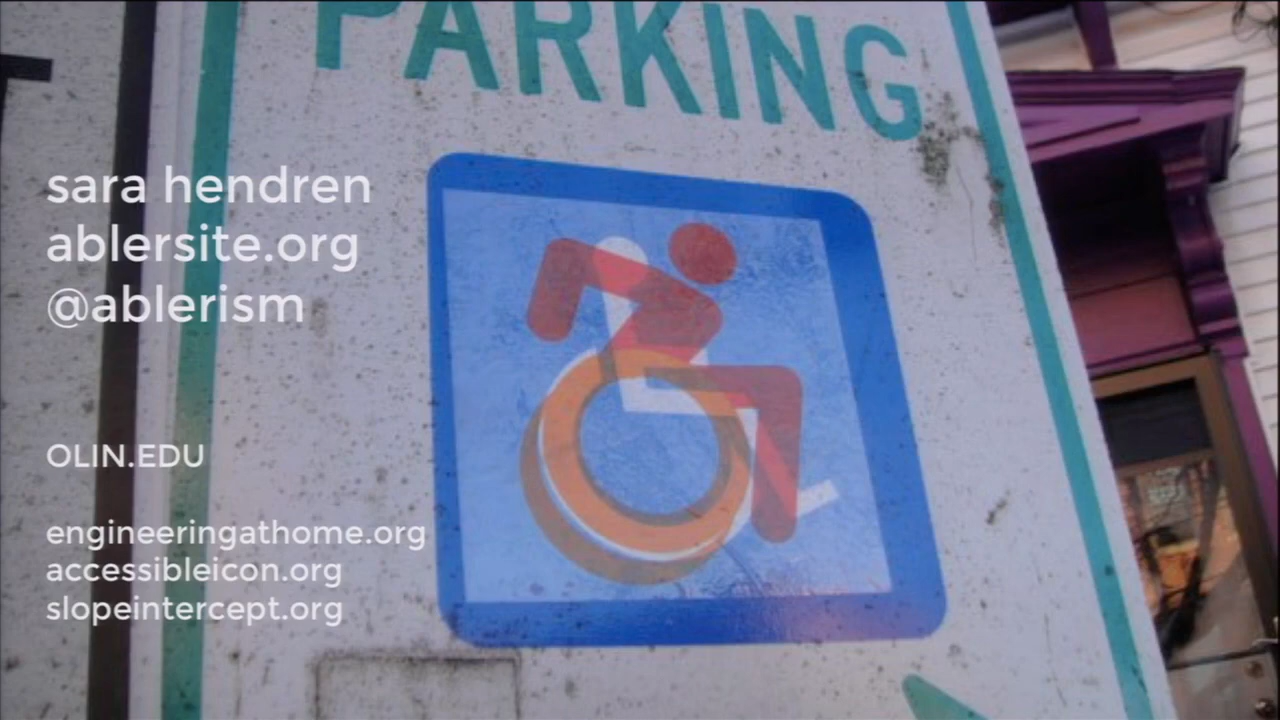 PARKING
sara hendren
ablersite.org
@ablerism
OLIN.EDU
engineeringathome.org
accessibleicon.org
slopeintercept.org